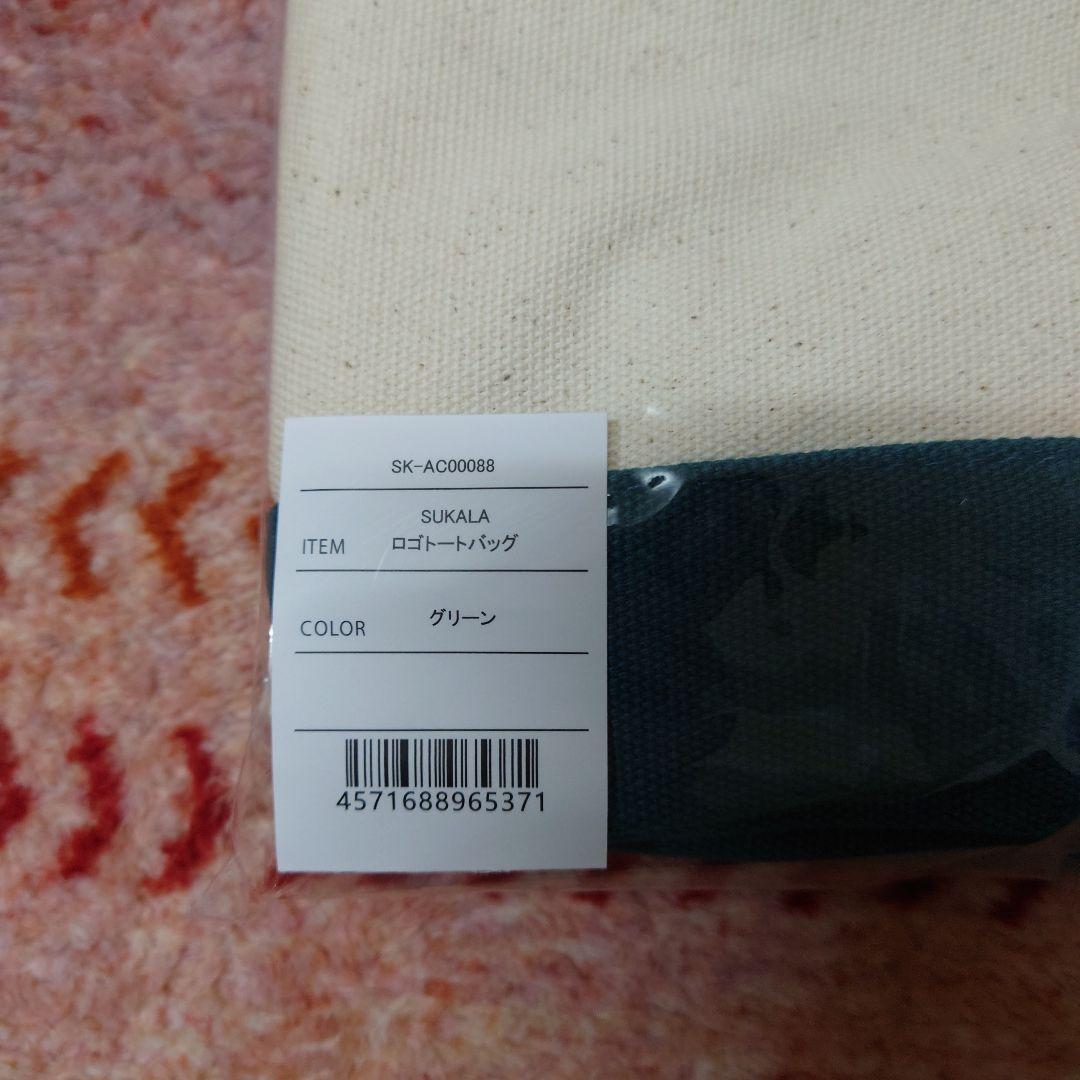 SK-AC00088
SUKALA
ITEM ロゴトートバッグ
COLOR グリーン
4571688965371